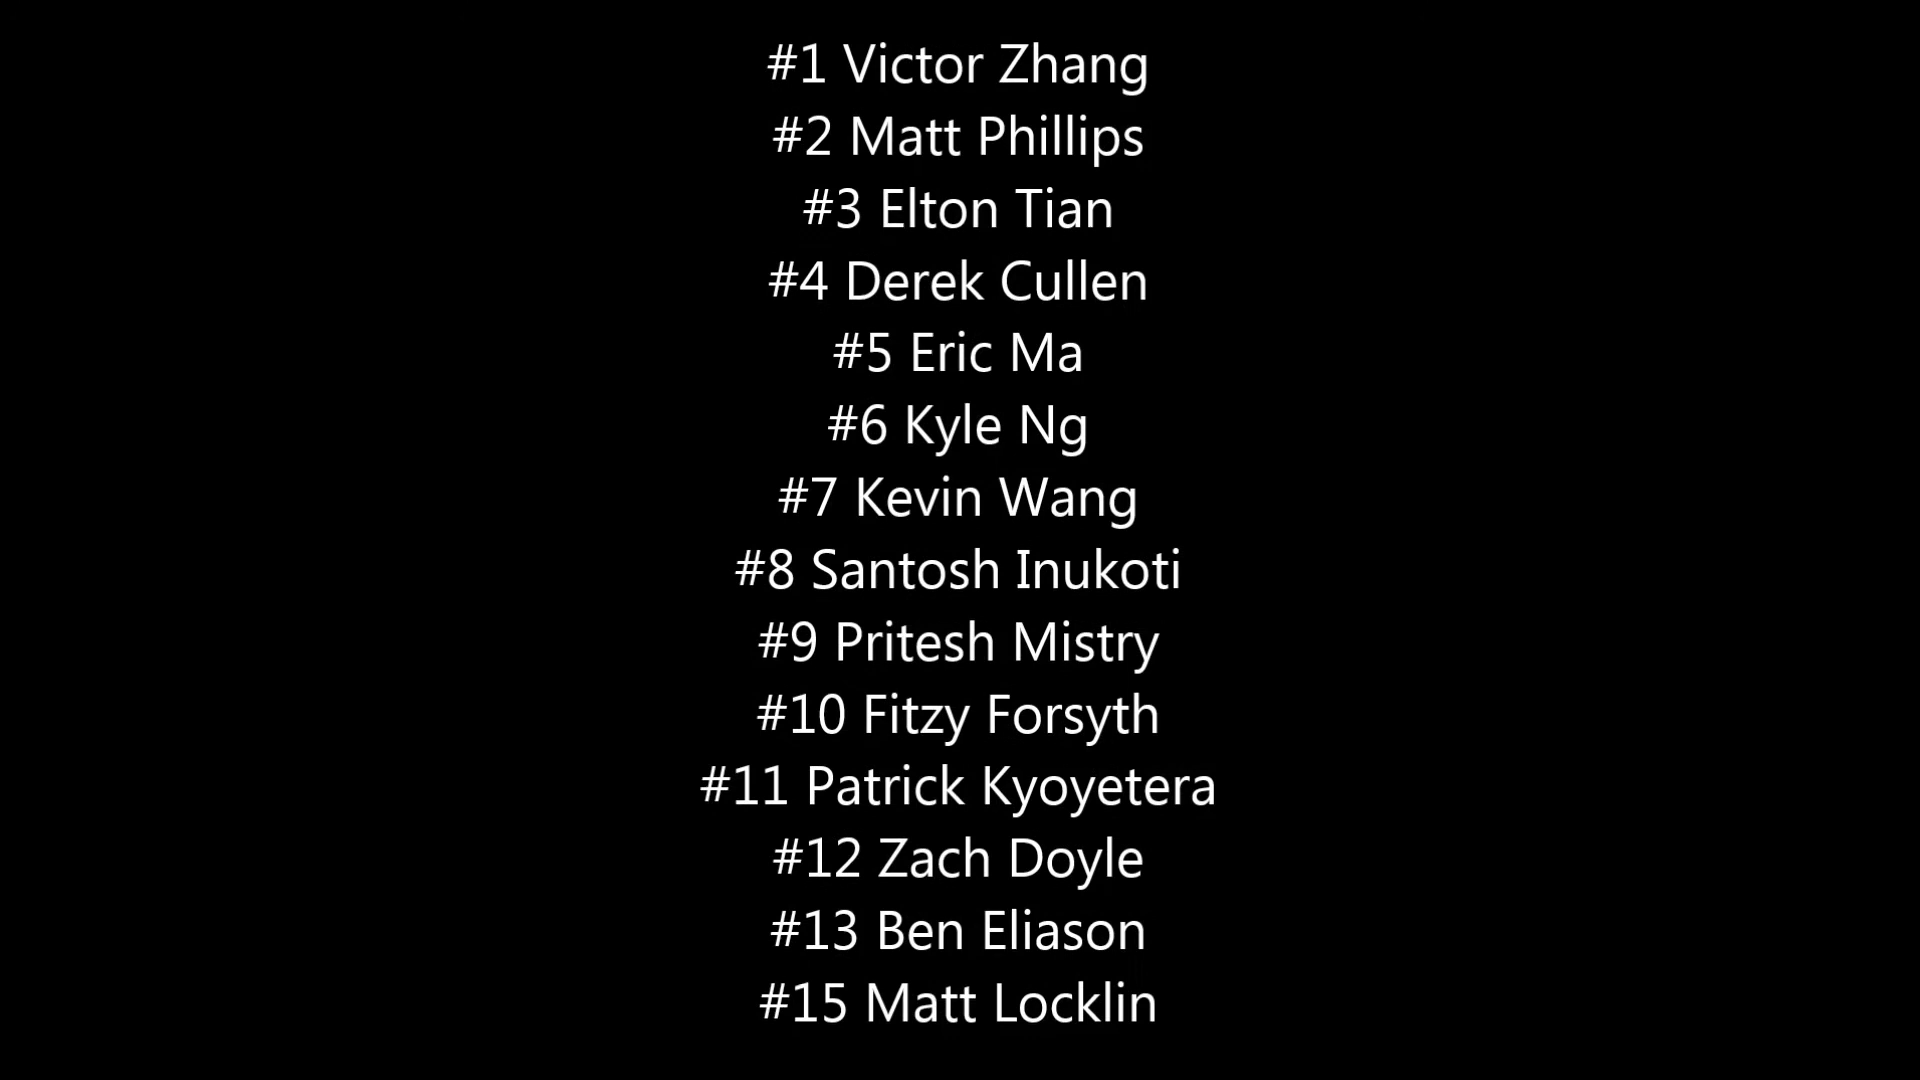 #1 Victor Zhang
#2 Matt Phillips
#3 Elton Tian
#4 Derek Cullen
#5 Eric Ma
#6 Kyle Ng
#7 Kevin Wang
#8 Santosh Inukoti
#9 Pritesh Mistry
#10 Fitzy Forsyth
#11 Patrick Kyoyetera
#12 Zach Doyle
#13 Ben Eliason
#15 Matt Locklin